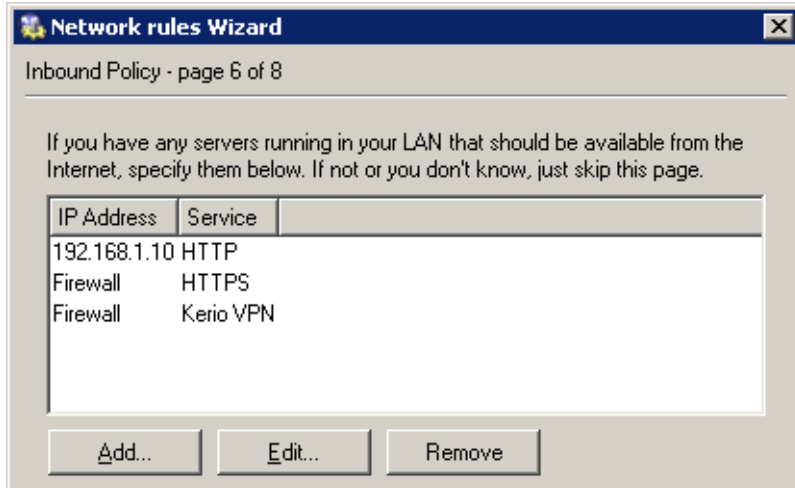 Network rules Wizard
Inbound Policy - page 6 of 8
If you have any servers running in your LAN that should be available from the
Internet, specify them below. If not or you don't know, just skip this page.
IP Address Service
192.168.1.10 HTTP
Firewall HTTPS
Firewall Kerio VPN
Add... Edit... Remove